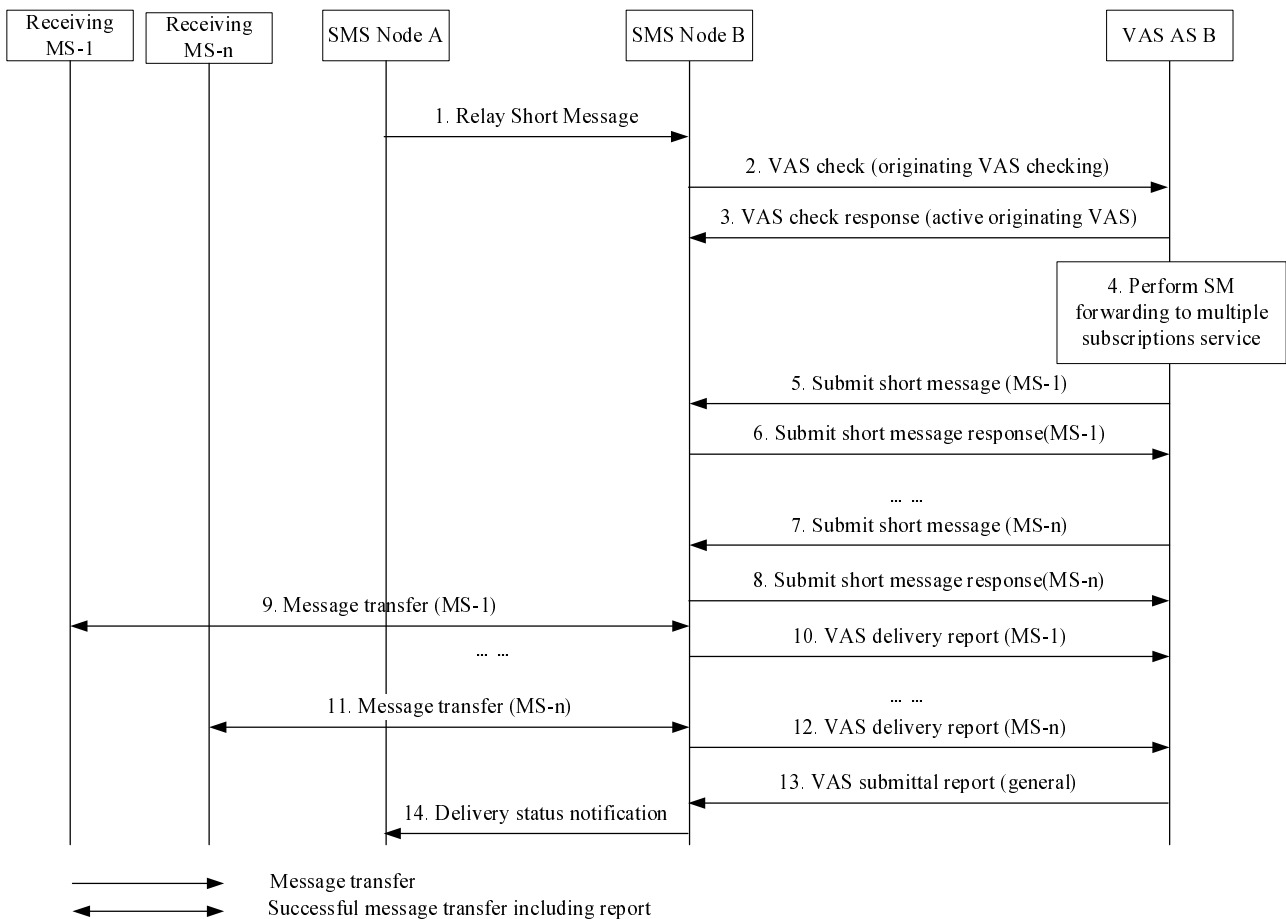 Receiving
MS-1
Receiving
MS-n
SMS Node A
SMS Node B
VAS AS B
1. Relay Short Message
2. VAS check (originating VAS checking)
3. VAS check response (active originating VAS)
4. Perform SM
forwarding to multiple
subscriptions service
5. Submit short message (MS-1)
6. Submit short message response(MS-1)
... ...
7. Submit short message (MS-n)
8. Submit short message response(MS-n)
9. Message transfer (MS-1)
10. VAS delivery report (MS-1)
... ...
... ...
11. Message transfer (MS-n)
12. VAS delivery report (MS-n)
13. VAS submittal report (general)
14. Delivery status notification
Message transfer
Successful message transfer including report